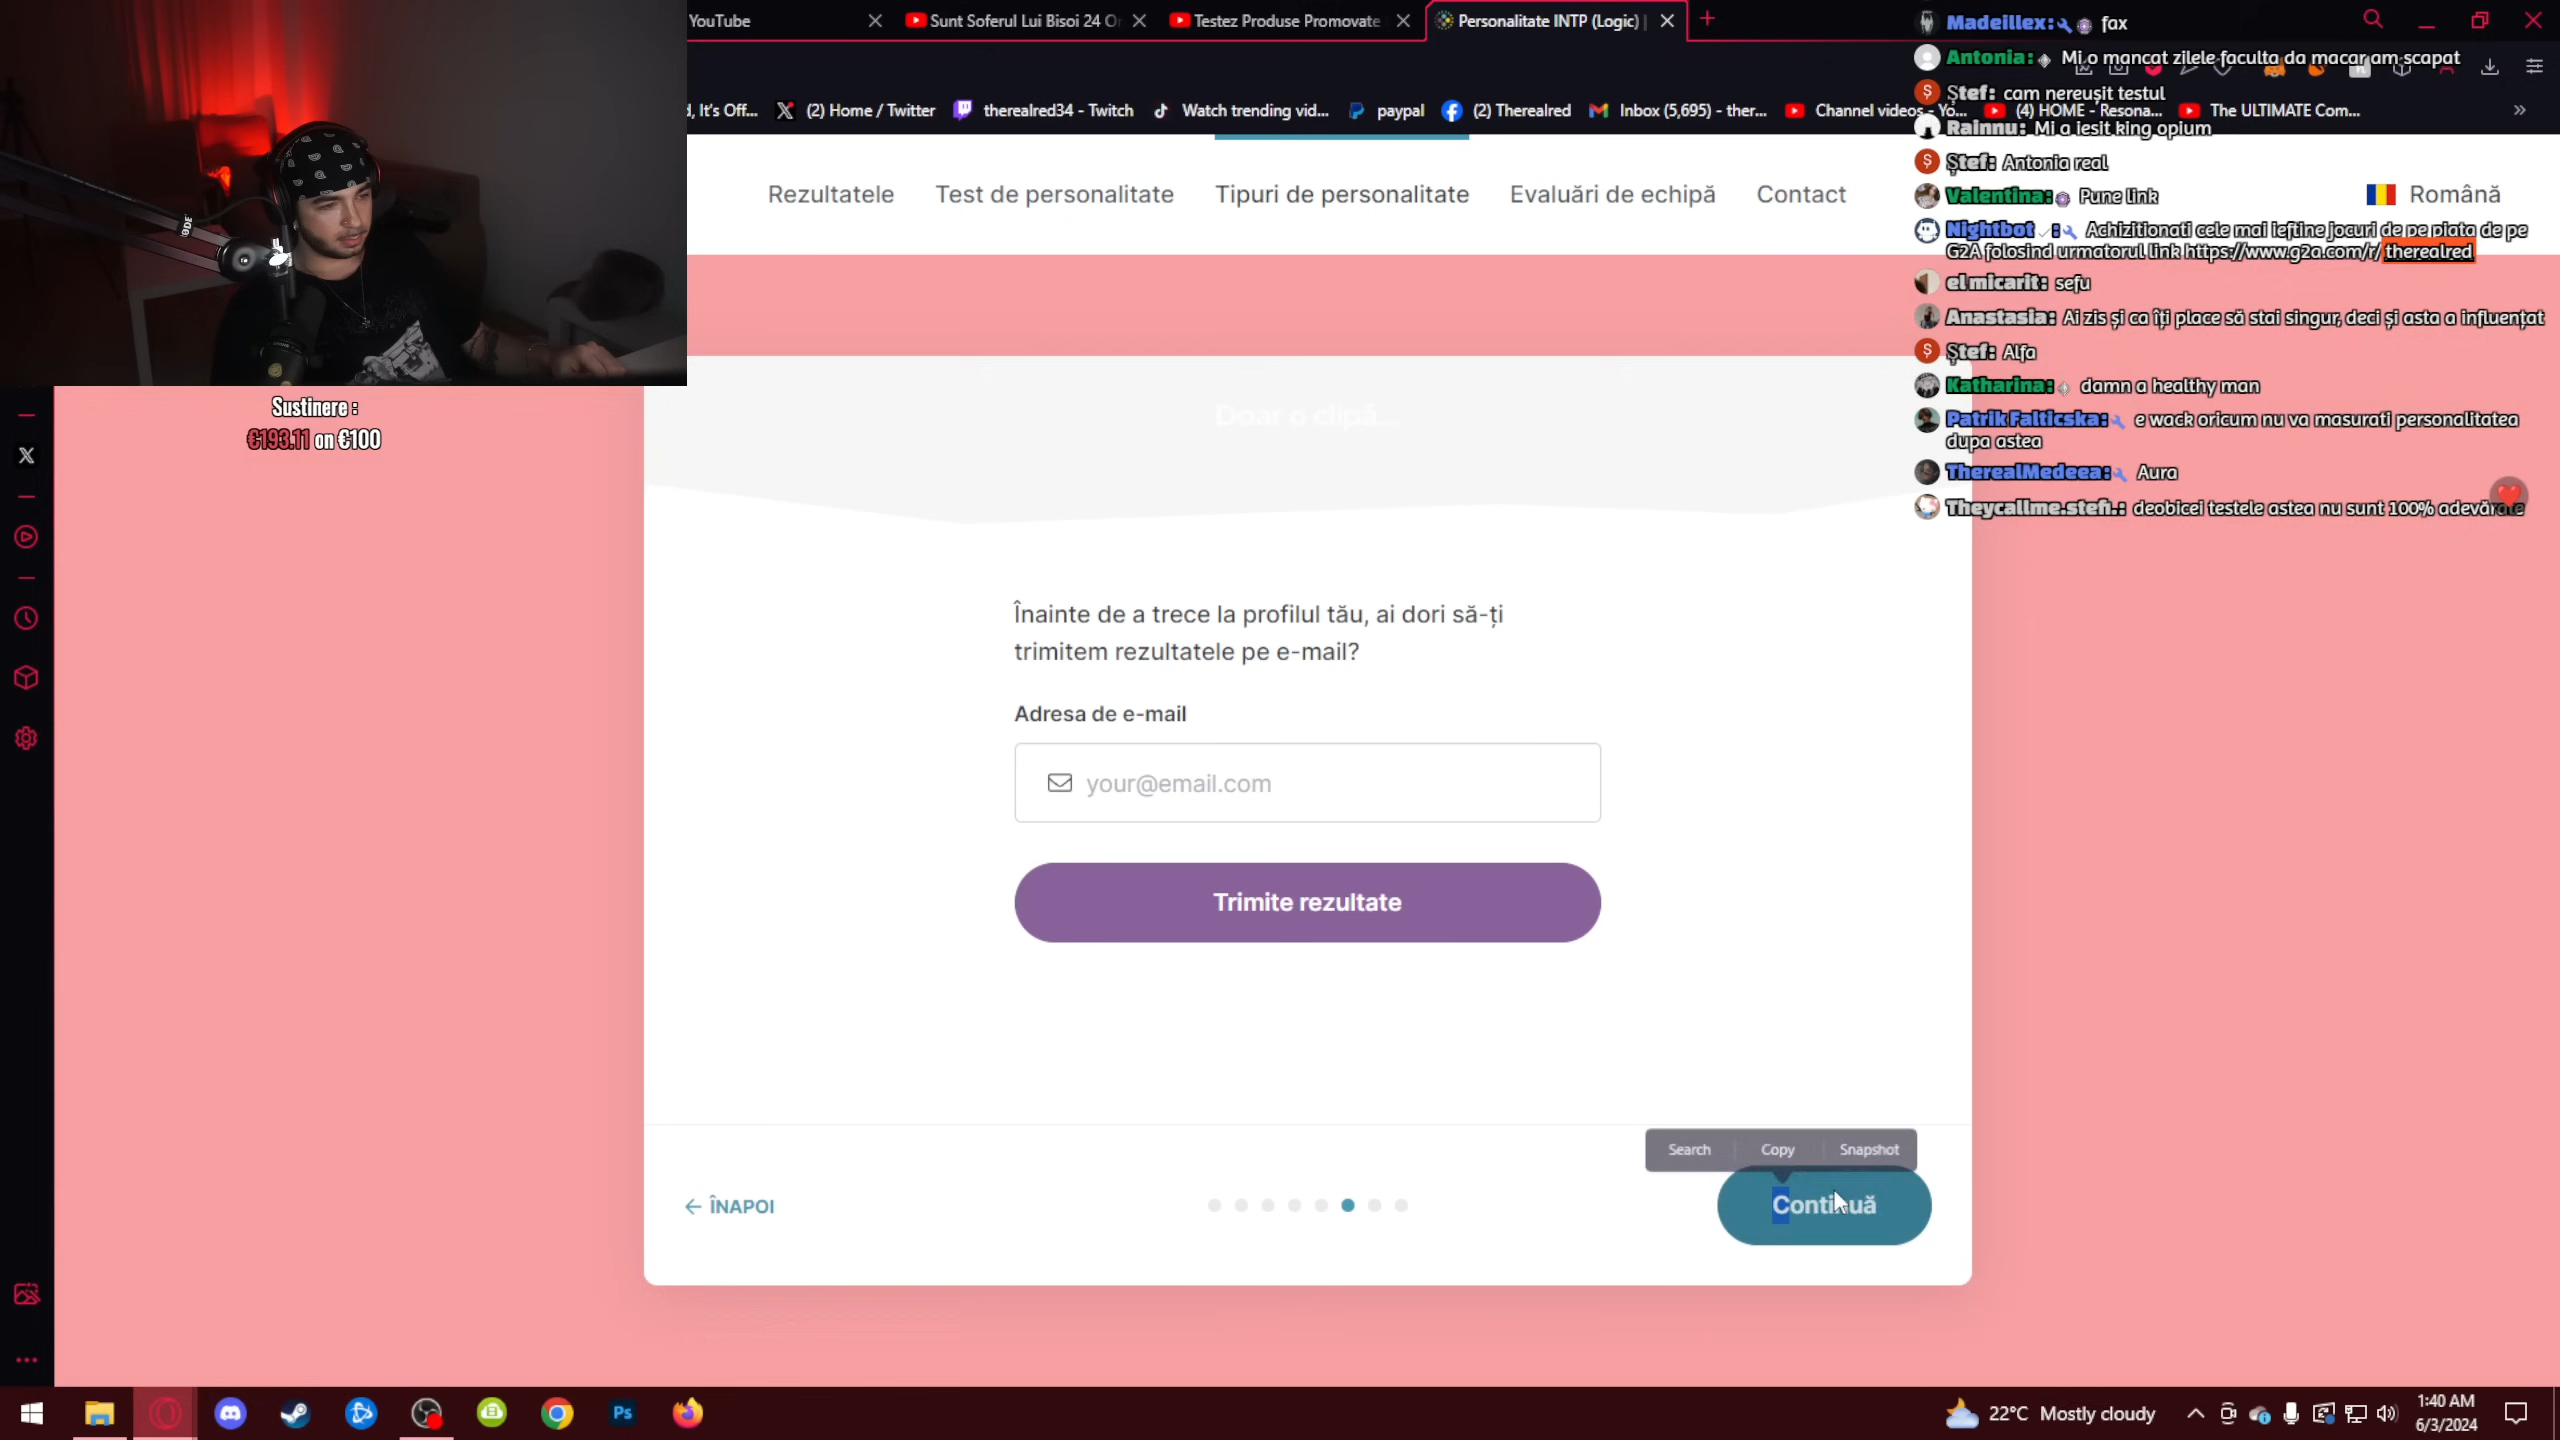 YouTube
Sunt Soferul Lui Bisoi 24 Or
Testez Produse Promovate
Personalitate INTP (Logic) |
d, It's Off...
(2) Home / Twitter
therealred34 - Twitch
Watch trending vid...
paypal
(2) Therealred
Inbox (5,695) - ther...
Channel videos - Yo...
(4) HOME - Resona...
The ULTIMATE Com...
Rezultatele
Test de personalitate
Tipuri de personalitate
Evaluări de echipă
Contact
Română
Madeillex: fax
Antonia: Mi o mancat zilele faculta da macar am scapat
Ștef: cam nereușit testul
Rainnu: Mi a iesit king opium
Ștef: Antonia real
Valentina: Pune link
Nightbot : Achizitionati cele mai ieftine jocuri de pe piata de pe
G2A folosind urmatorul link https://www.g2a.com/r/therealred
el micarit: sefu
Anastasia: Ai zis și ca îți place să stai singur, deci și asta a influențat
Ștef: Alfa
Katharina: damn a healthy man
Patrik Falticska: e wack oricum nu va masurati personalitatea
dupa astea
TherealMedeea: Aura
Theycallme.stefi.: deobicei testele astea nu sunt 100% adevărate
Sustinere :
€193.11 on €100
Doar o clipă...
Înainte de a trece la profilul tău, ai dori să-ți
trimitem rezultatele pe e-mail?
Adresa de e-mail
your@email.com
Trimite rezultate
Search
Copy
Snapshot
← ÎNAPOI
Continuă
22°C Mostly cloudy
1:40 AM
6/3/2024